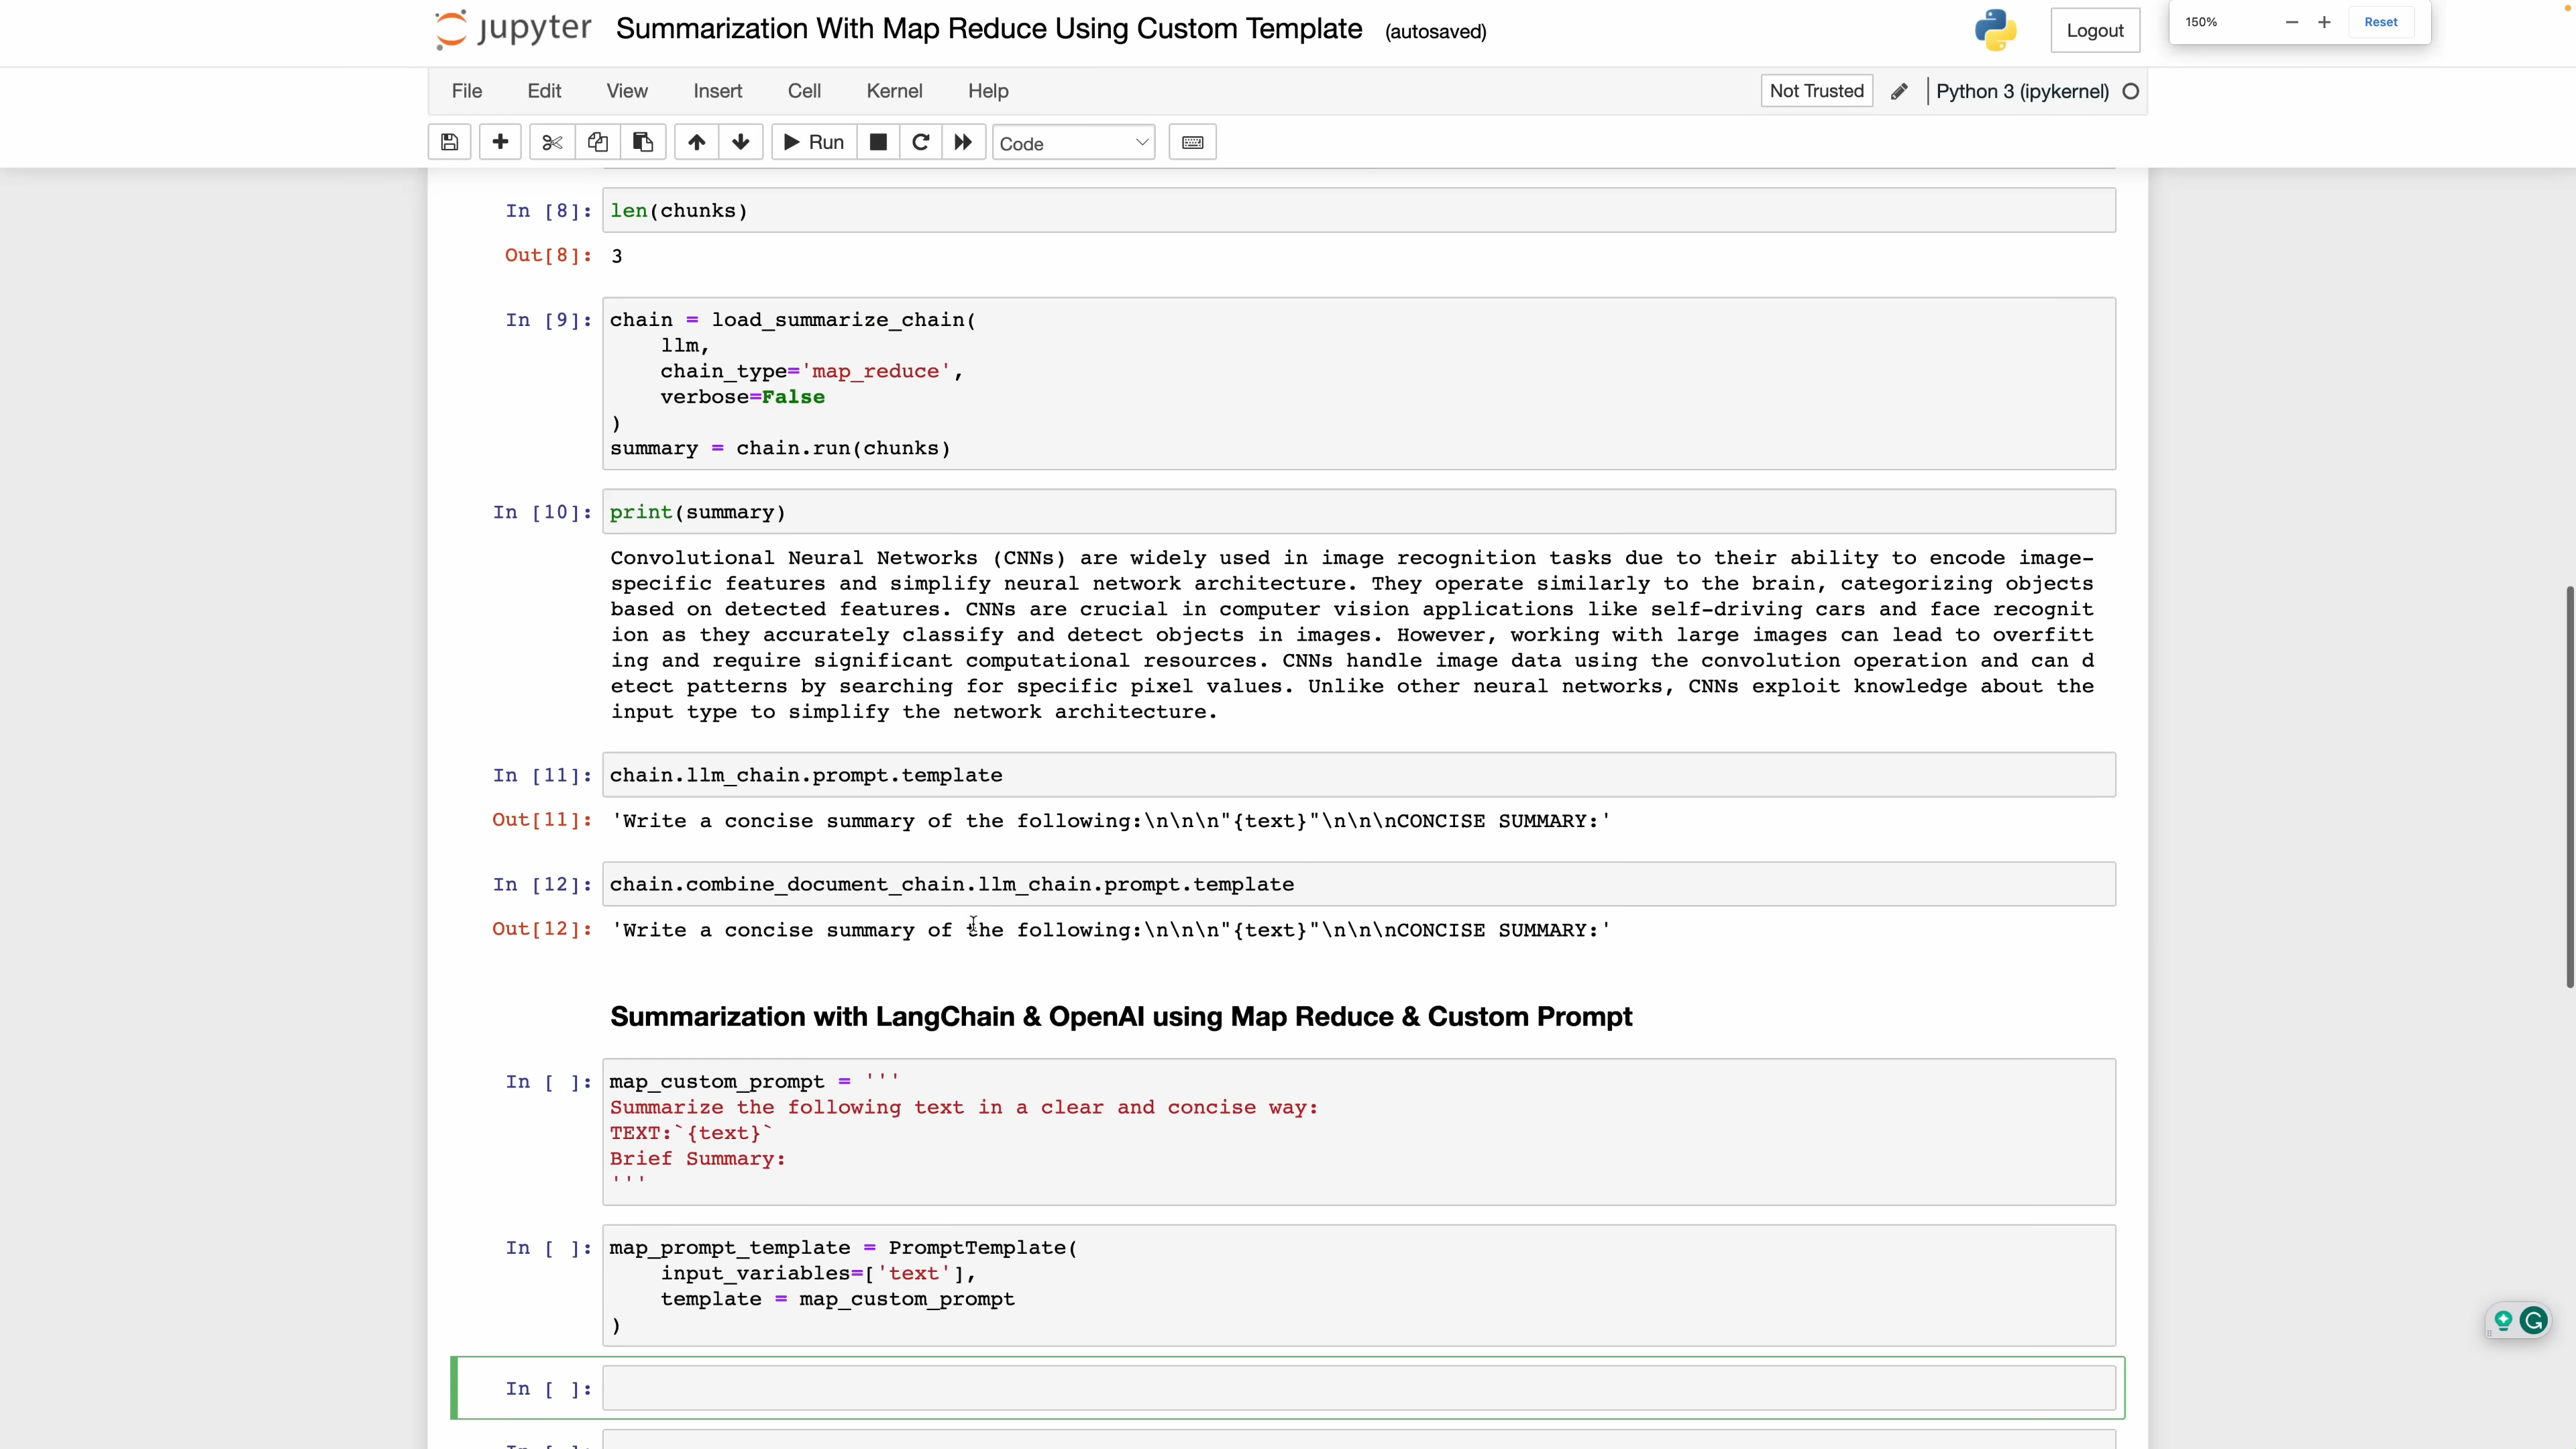 jupyter Summarization With Map Reduce Using Custom Template (autosaved)
Logout
150%
Reset
File Edit View Insert Cell Kernel Help
Not Trusted
Python 3 (ipykernel)
Run
Code
In [8]: len(chunks)
Out[8]: 3
In [9]: chain = load_summarize_chain(
llm,
chain_type='map_reduce',
verbose=False
)
summary = chain.run(chunks)
In [10]: print(summary)
Convolutional Neural Networks (CNNs) are widely used in image recognition tasks due to their ability to encode image-
specific features and simplify neural network architecture. They operate similarly to the brain, categorizing objects
based on detected features. CNNs are crucial in computer vision applications like self-driving cars and face recognit
ion as they accurately classify and detect objects in images. However, working with large images can lead to overfitt
ing and require significant computational resources. CNNs handle image data using the convolution operation and can d
etect patterns by searching for specific pixel values. Unlike other neural networks, CNNs exploit knowledge about the
input type to simplify the network architecture.
In [11]: chain.llm_chain.prompt.template
Out[11]: 'Write a concise summary of the following:\n\n\n"{text}"\n\n\nCONCISE SUMMARY:'
In [12]: chain.combine_document_chain.llm_chain.prompt.template
Out[12]: 'Write a concise summary of the following:\n\n\n"{text}"\n\n\nCONCISE SUMMARY:'
Summarization with LangChain & OpenAI using Map Reduce & Custom Prompt
In [ ]: map_custom_prompt = '''
Summarize the following text in a clear and concise way:
TEXT:`{text}`
Brief Summary:
'''
In [ ]: map_prompt_template = PromptTemplate(
input_variables=['text'],
template = map_custom_prompt
)
In [ ]: